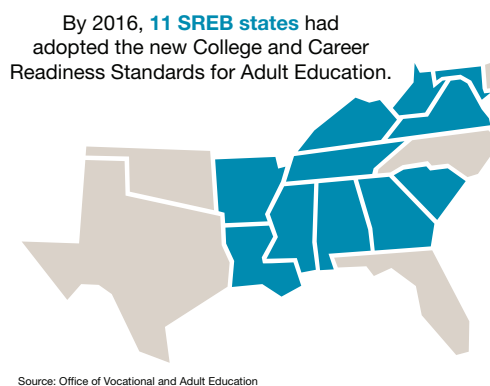 By 2016, 11 SREB states had
adopted the new College and Career
Readiness Standards for Adult Education.
Source: Office of Vocational and Adult Education